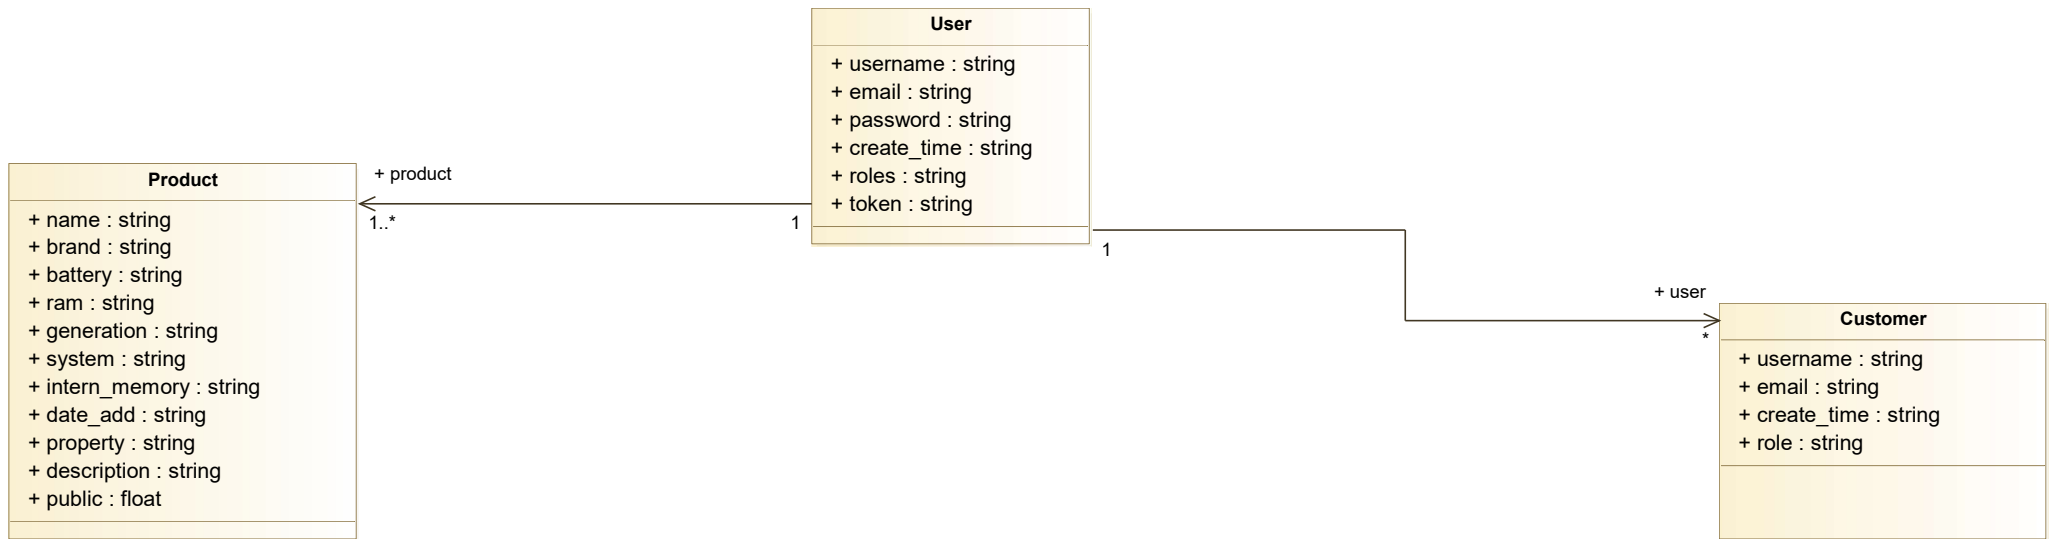 User
+ username : string
+ email : string
+ password : string
+ create_time : string
+ roles : string
+ token : string
Product
+ name : string
+ brand : string
+ battery : string
+ ram : string
+ generation : string
+ system : string
+ intern_memory : string
+ date_add : string
+ property : string
+ description : string
+ public : float
+ product
1..*
1
1
+ user
*
Customer
+ username : string
+ email : string
+ create_time : string
+ role : string